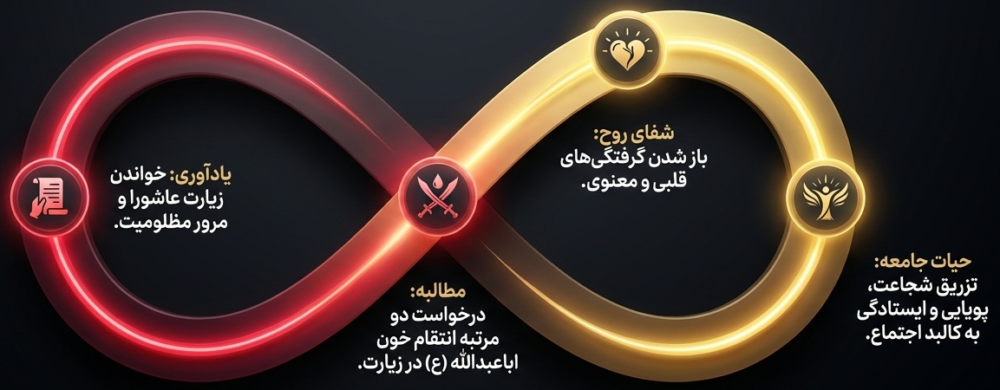 یادآوری: خواندن
زیارت عاشورا و
مرور مظلومیت.
مطالبه:
درخواست دو
مرتبه انتقام خون
اباعبدالله (ع) در زیارت.
شفای روح:
باز شدن گرفتگی‌های
قلبی و معنوی.
حیات جامعه:
تزریق شجاعت،
پویایی و ایستادگی
به کالبد اجتماع.